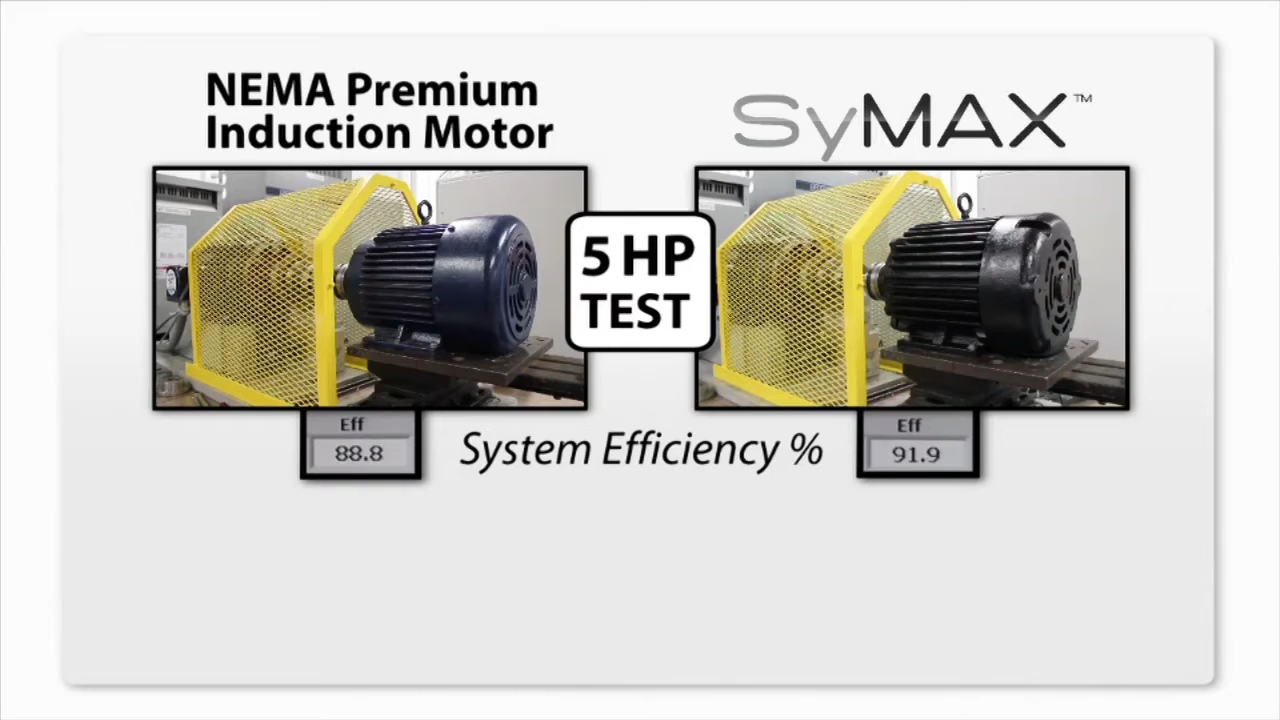 NEMA Premium
Induction Motor
SyMAX™
5 HP
TEST
Eff
88.8
System Efficiency %
Eff
91.9